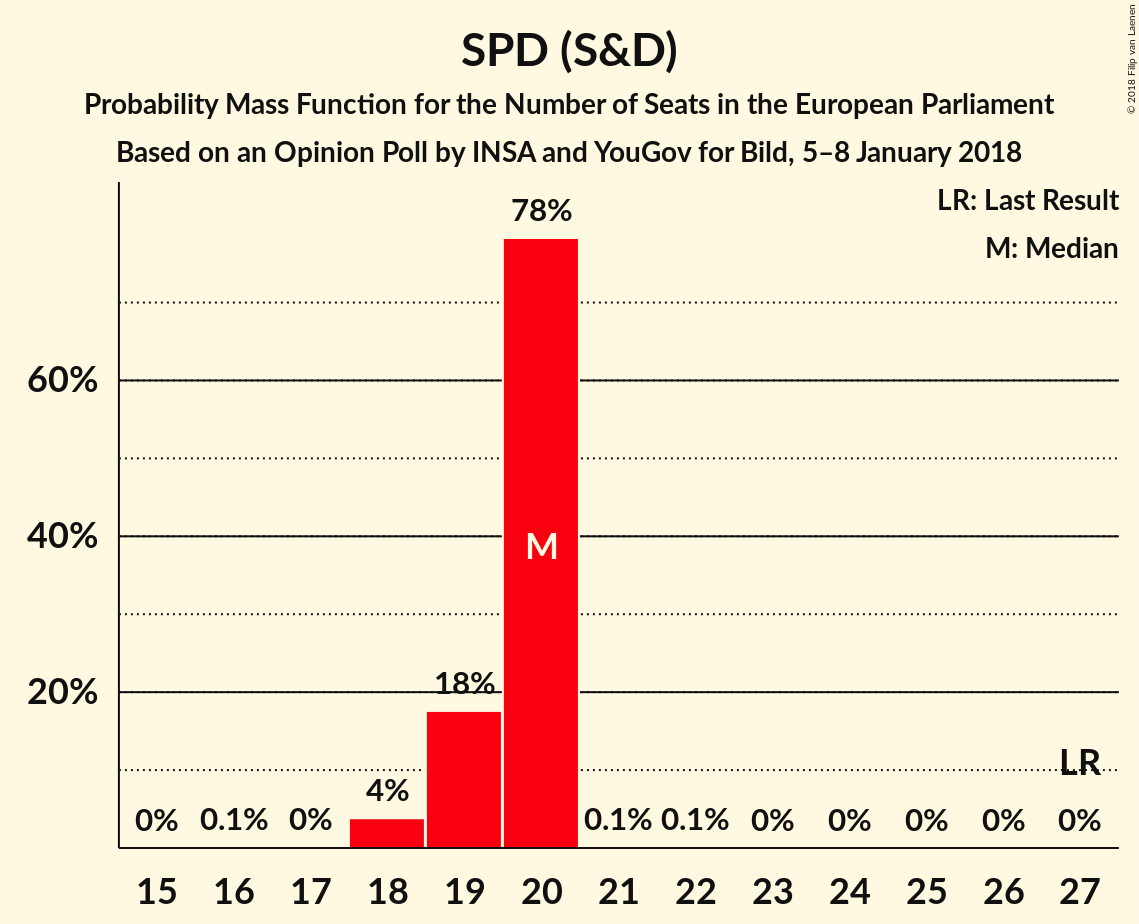 SPD (S&D)
Probability Mass Function for the Number of Seats in the European Parliament
Based on an Opinion Poll by INSA and YouGov for Bild, 5–8 January 2018
© 2018 Filip van Laenen
LR: Last Result
M: Median
78%
60%
40%
M
20%
18%
LR
4%
0% 0.1% 0% 0.1% 0.1% 0% 0% 0% 0% 0%
15 16 17 18 19 20 21 22 23 24 25 26 27